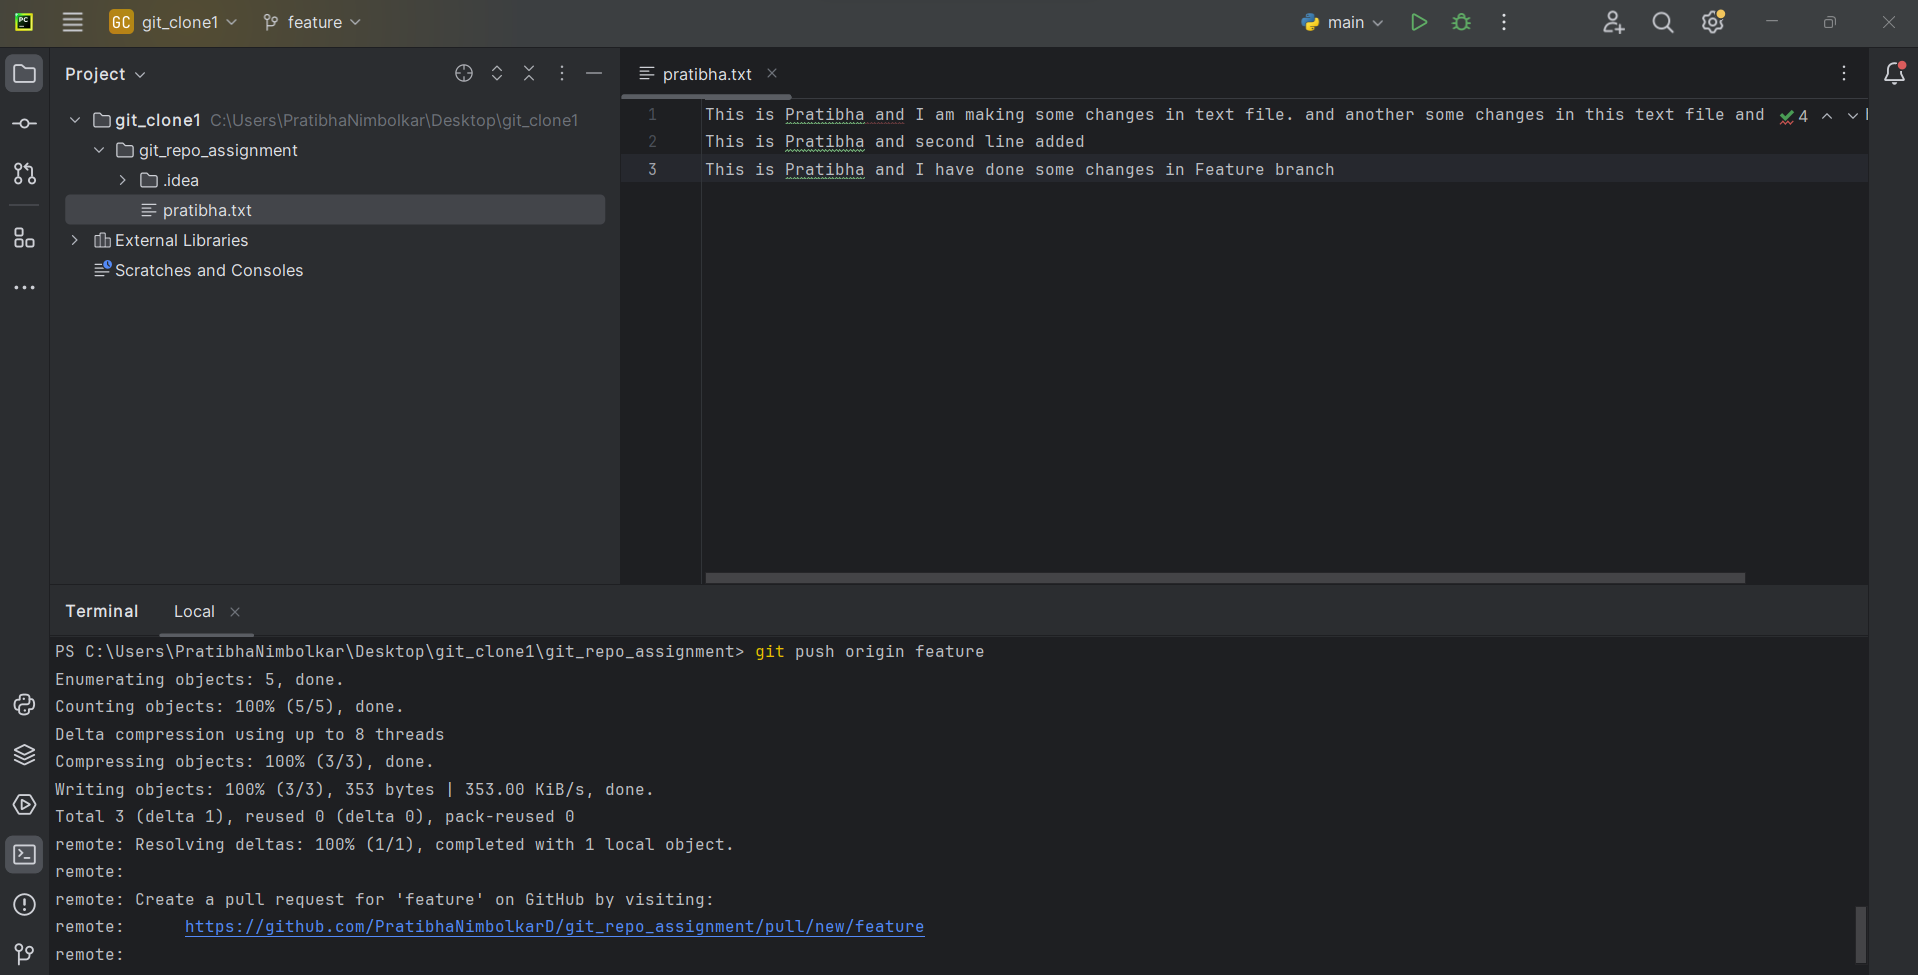 PC GC git_clone1 feature main
Project
pratibha.txt
git_clone1 C:\Users\PratibhaNimbolkar\Desktop\git_clone1
git_repo_assignment
.idea
pratibha.txt
External Libraries
Scratches and Consoles
1 This is Pratibha and I am making some changes in text file. and another some changes in this text file and 4
2 This is Pratibha and second line added
3 This is Pratibha and I have done some changes in Feature branch
Terminal Local
PS C:\Users\PratibhaNimbolkar\Desktop\git_clone1\git_repo_assignment> git push origin feature
Enumerating objects: 5, done.
Counting objects: 100% (5/5), done.
Delta compression using up to 8 threads
Compressing objects: 100% (3/3), done.
Writing objects: 100% (3/3), 353 bytes | 353.00 KiB/s, done.
Total 3 (delta 1), reused 0 (delta 0), pack-reused 0
remote: Resolving deltas: 100% (1/1), completed with 1 local object.
remote:
remote: Create a pull request for 'feature' on GitHub by visiting:
remote:      https://github.com/PratibhaNimbolkarD/git_repo_assignment/pull/new/feature
remote: